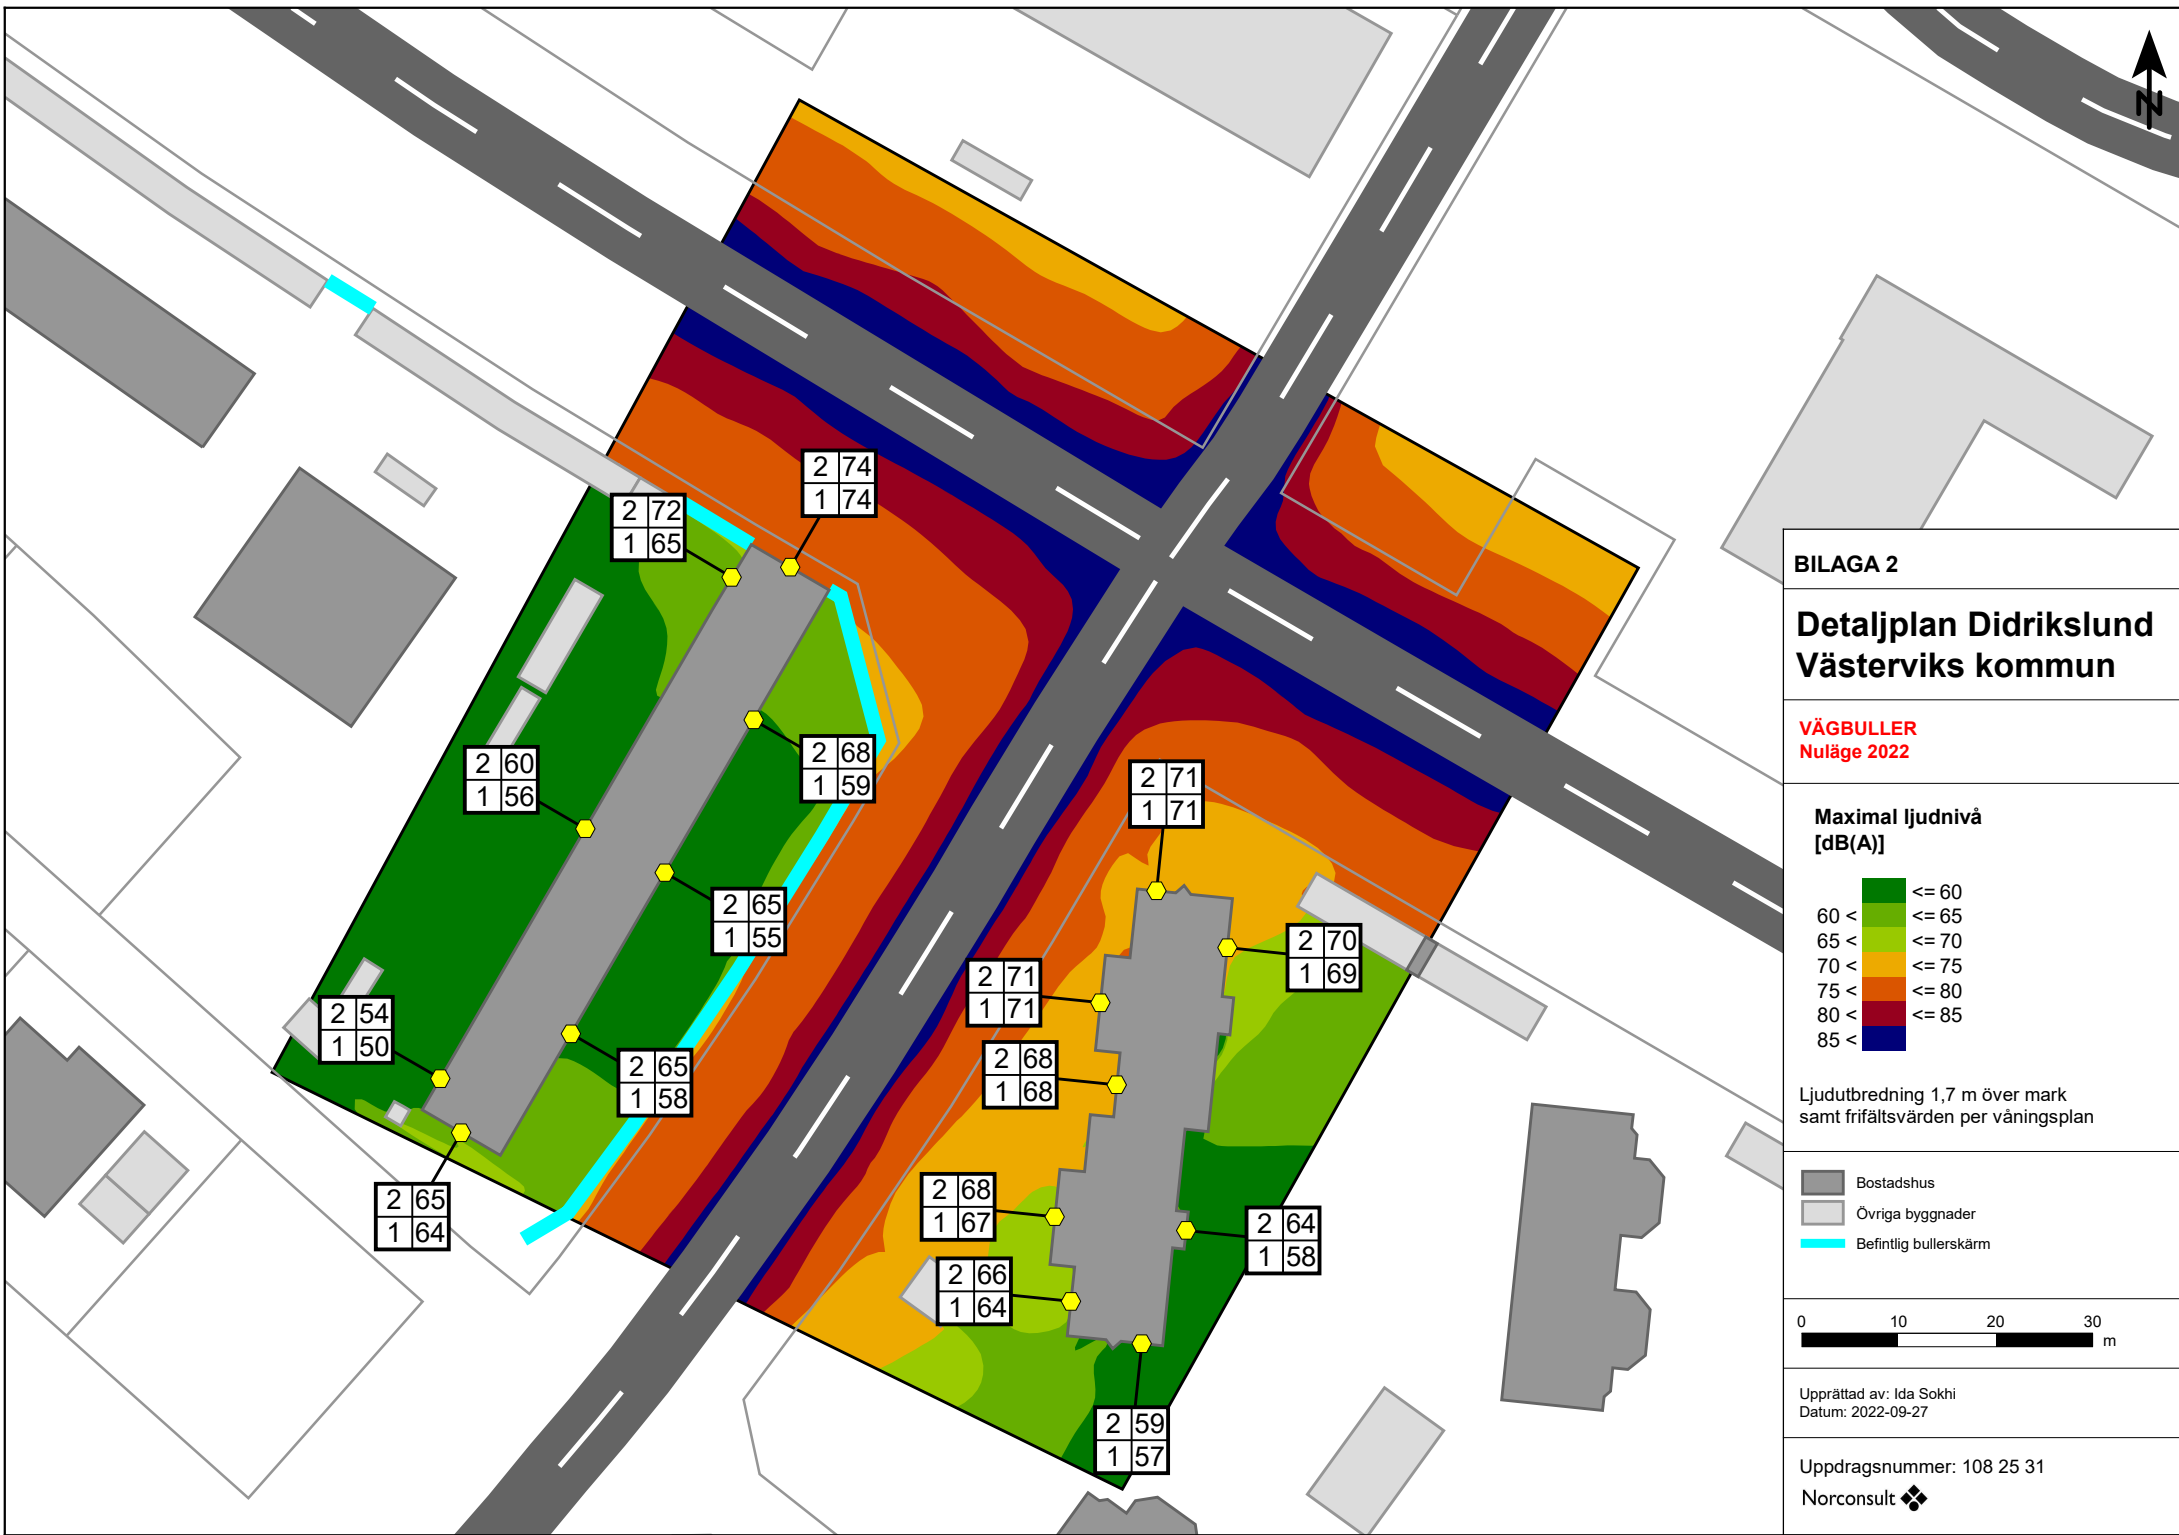 N
2 74
1 74
2 72
1 65
2 68
1 59
2 60
1 56
2 71
1 71
2 65
1 55
2 70
1 69
2 71
1 71
2 54
1 50
2 68
1 68
2 65
1 58
2 68
1 67
2 65
1 64
2 64
1 58
2 66
1 64
2 59
1 57
BILAGA 2
Detaljplan Didrikslund
Västerviks kommun
VÄGBULLER
Nuläge 2022
Maximal ljudnivå
[dB(A)]
<= 60
60 < <= 65
65 < <= 70
70 < <= 75
75 < <= 80
80 < <= 85
85 <
Ljudutbredning 1,7 m över mark
samt frifältsvärden per våningsplan
Bostadshus
Övriga byggnader
Befintlig bullerskärm
0 10 20 30
m
Upprättad av: Ida Sokhi
Datum: 2022-09-27
Uppdragsnummer: 108 25 31
Norconsult